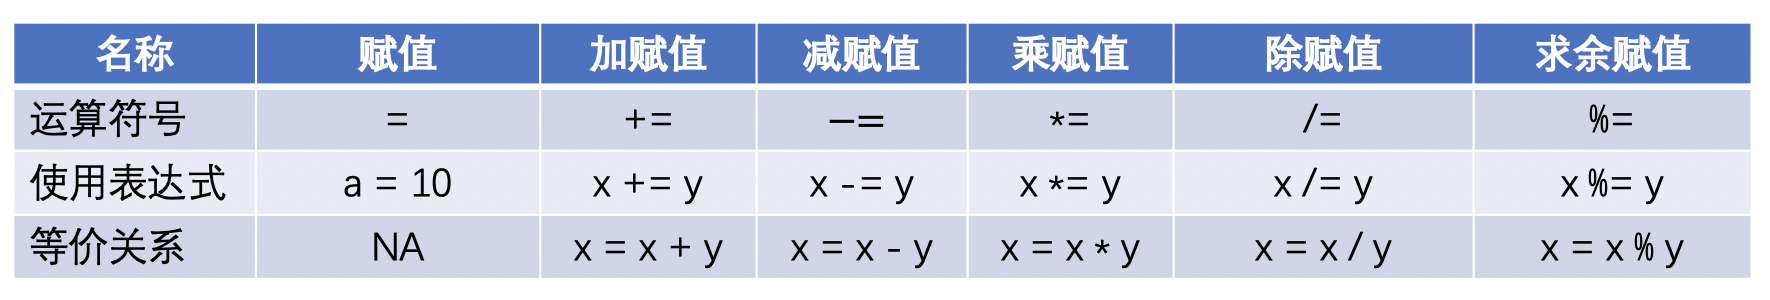 名称 赋值 加赋值 减赋值 乘赋值 除赋值 求余赋值
运算符号 = += −= *= /= %=
使用表达式 a = 10 x += y x -= y x *= y x /= y x %= y
等价关系 NA x = x + y x = x - y x = x * y x = x / y x = x % y